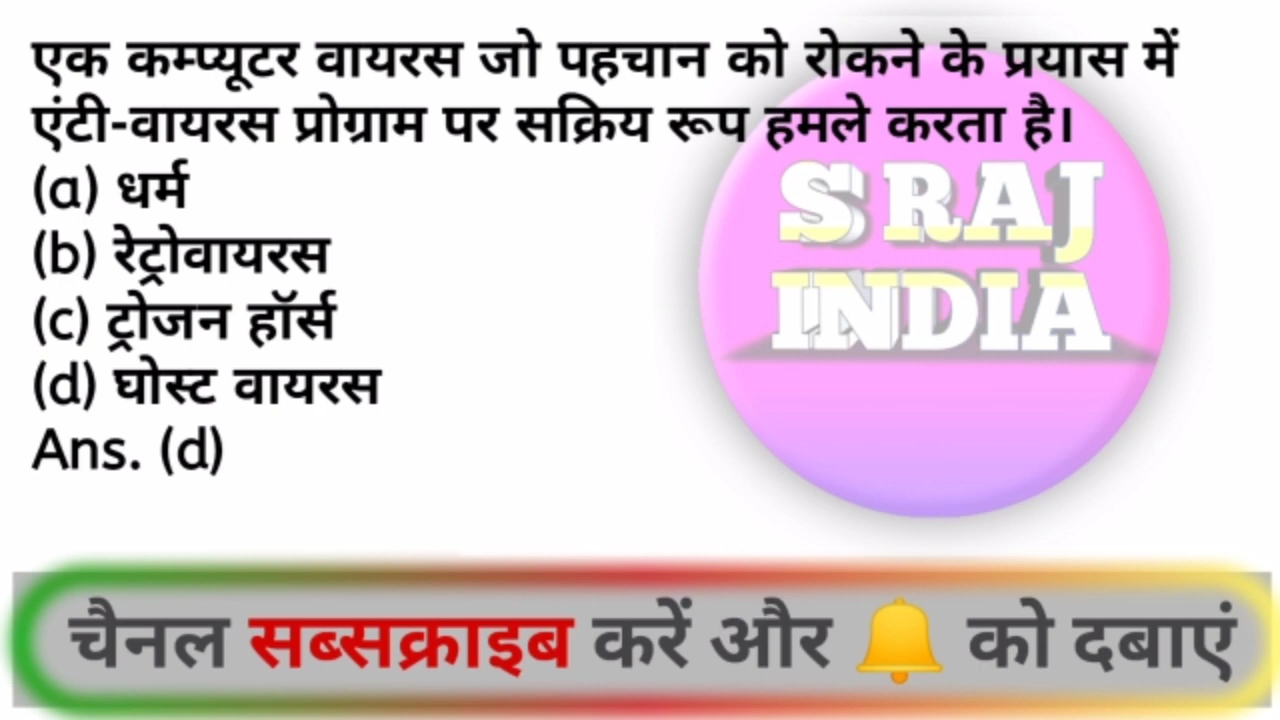 एक कम्प्यूटर वायरस जो पहचान को रोकने के प्रयास में
एंटी-वायरस प्रोग्राम पर सक्रिय रूप हमले करता है।
(a) धर्म
(b) रेट्रोवायरस
(c) ट्रोजन हॉर्स
(d) घोस्ट वायरस
Ans. (d)
S RAJ
INDIA
चैनल सब्सक्राइब करें और 🔔 को दबाएं